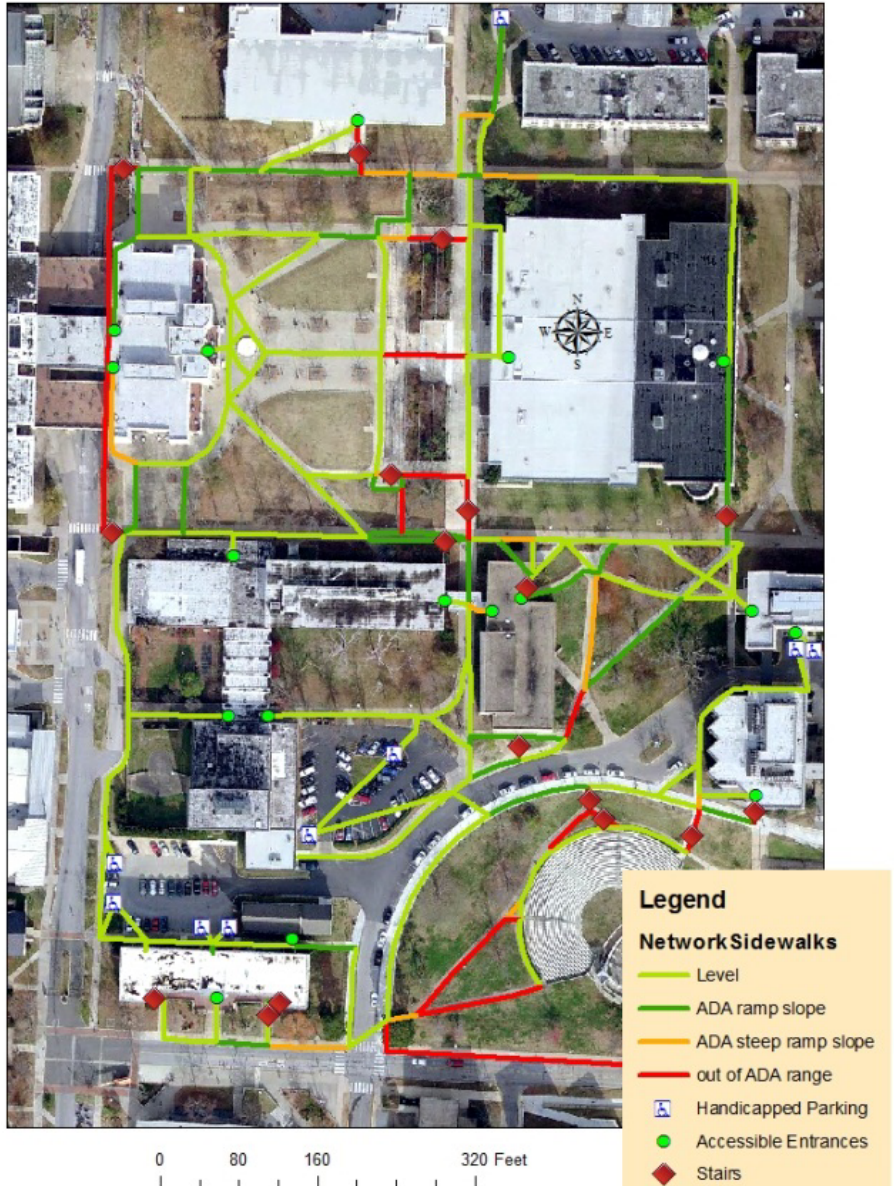 N
W E
S
Legend
NetworkSidewalks
Level
ADA ramp slope
ADA steep ramp slope
out of ADA range
Handicapped Parking
Accessible Entrances
Stairs
0 80 160 320 Feet